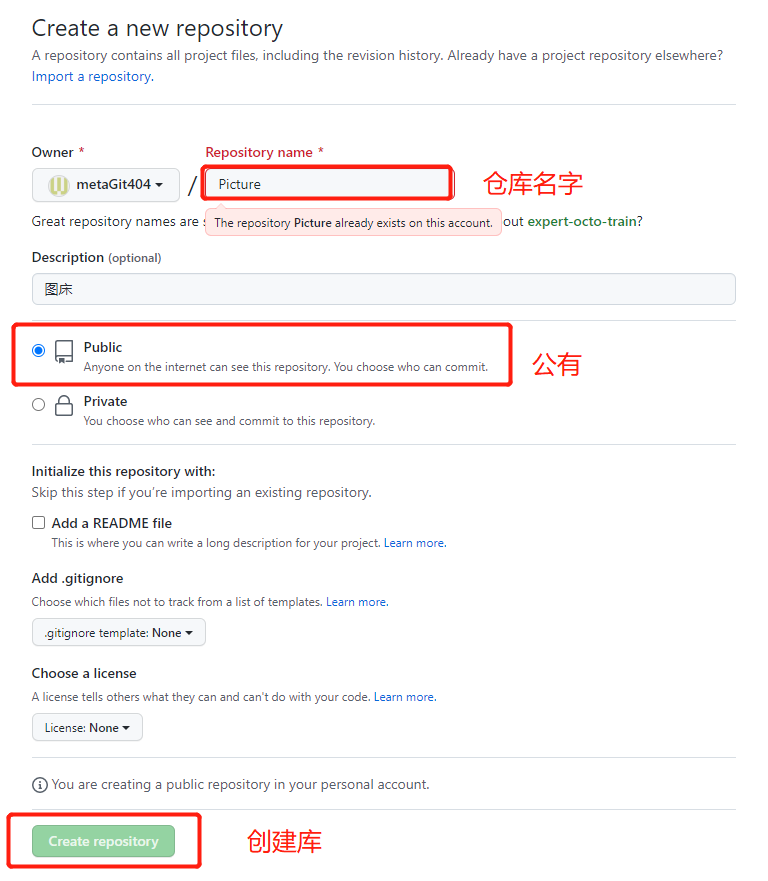 Create a new repository
A repository contains all project files, including the revision history. Already have a project repository elsewhere?
Import a repository.
Owner *
Repository name *
metaGit404
/
Picture
仓库名字
Great repository names are s
The repository Picture already exists on this account.
out expert-octo-train?
Description (optional)
图床
Public
Anyone on the internet can see this repository. You choose who can commit.
公有
Private
You choose who can see and commit to this repository.
Initialize this repository with:
Skip this step if you're importing an existing repository.
Add a README file
This is where you can write a long description for your project. Learn more.
Add .gitignore
Choose which files not to track from a list of templates. Learn more.
.gitignore template: None
Choose a license
A license tells others what they can and can't do with your code. Learn more.
License: None
You are creating a public repository in your personal account.
Create repository
创建库